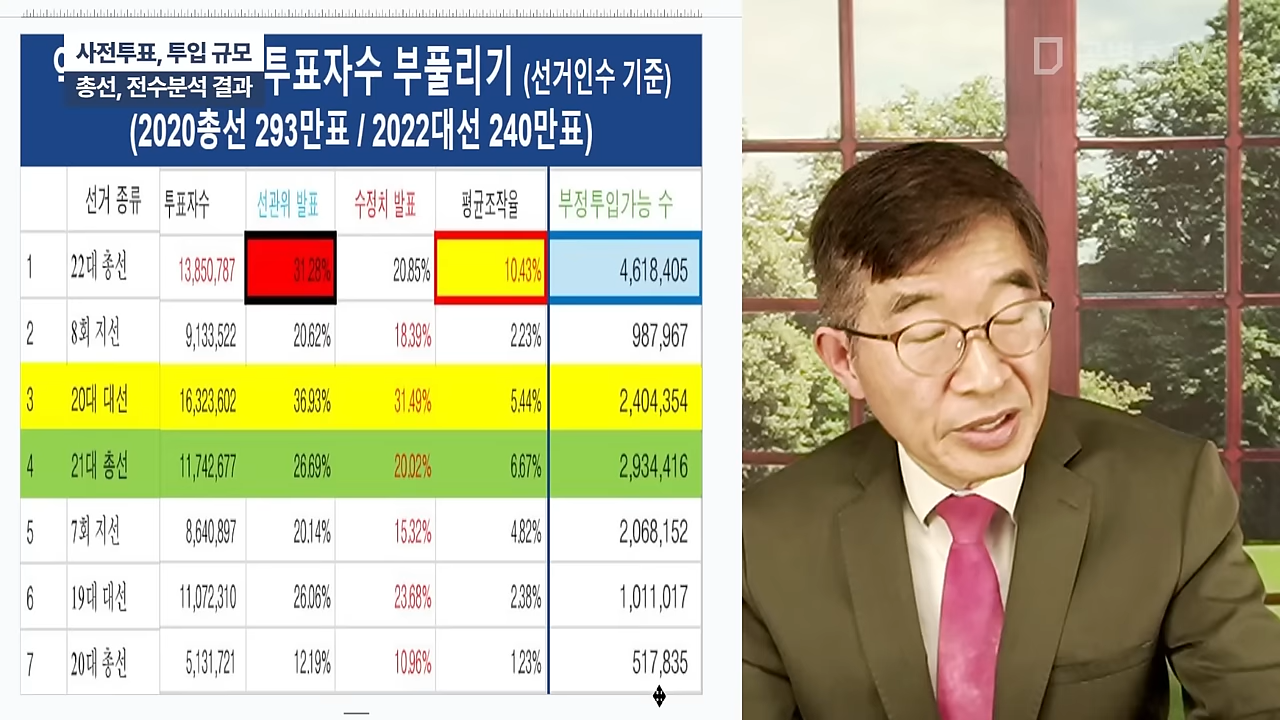 사전투표, 투입 규모
총선, 전수분석 결과
투표자수 부풀리기 (선거인수 기준)
(2020총선 293만표 / 2022대선 240만표)
선거 종류 투표자수 선관위 발표 수정치 발표 평균조작율 부정투입가능 수
1 22대 총선 13,850,787 31.28% 20.85% 10.43% 4,618,405
2 8회 지선 9,133,522 20.62% 18.39% 2.23% 987,967
3 20대 대선 16,323,602 36.93% 31.49% 5.44% 2,404,354
4 21대 총선 11,742,677 26.69% 20.02% 6.67% 2,934,416
5 7회 지선 8,640,897 20.14% 15.32% 4.82% 2,068,152
6 19대 대선 11,072,310 26.06% 23.68% 2.38% 1,011,017
7 20대 총선 5,131,721 12.19% 10.96% 1.23% 517,835